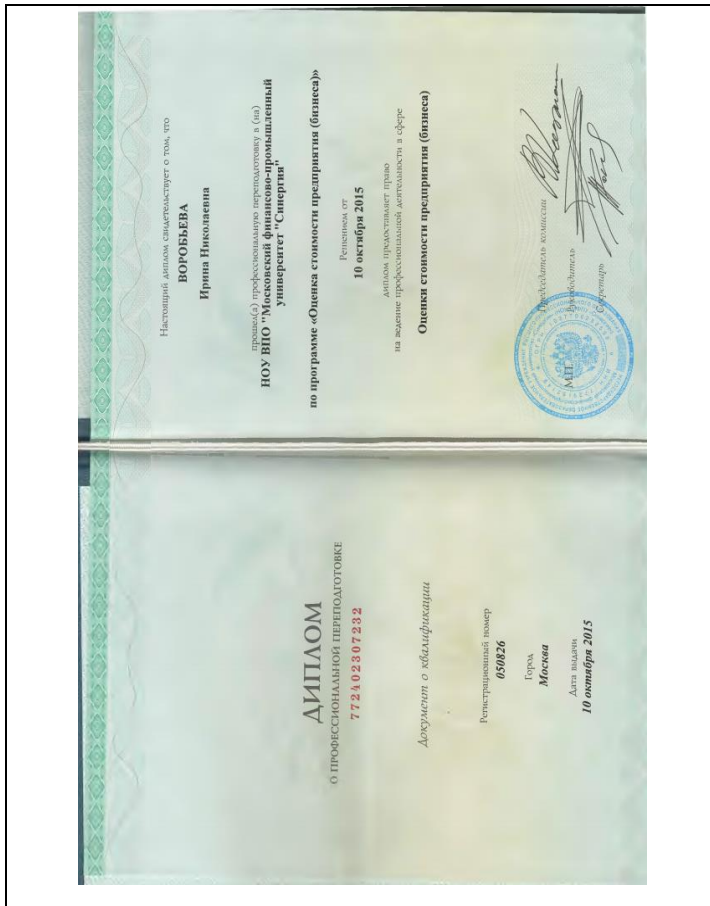 ДИПЛОМ
О ПРОФЕССИОНАЛЬНОЙ ПЕРЕПОДГОТОВКЕ
772402307232
Документ о квалификации
Регистрационный номер
050826
Город
Москва
Дата выдачи
10 октября 2015
Настоящий диплом свидетельствует о том, что
ВОРОБЬЕВА
Ирина Николаевна
прошел(а) профессиональную переподготовку в (на)
НОУ ВПО "Московский финансово-промышленный
университет "Синергия"
по программе «Оценка стоимости предприятия (бизнеса)»
Решением от
10 октября 2015
диплом предоставляет право
на ведение профессиональной деятельности в сфере
Оценки стоимости предприятия (бизнеса)
Председатель комиссии
Руководитель
М.П.
Секретарь